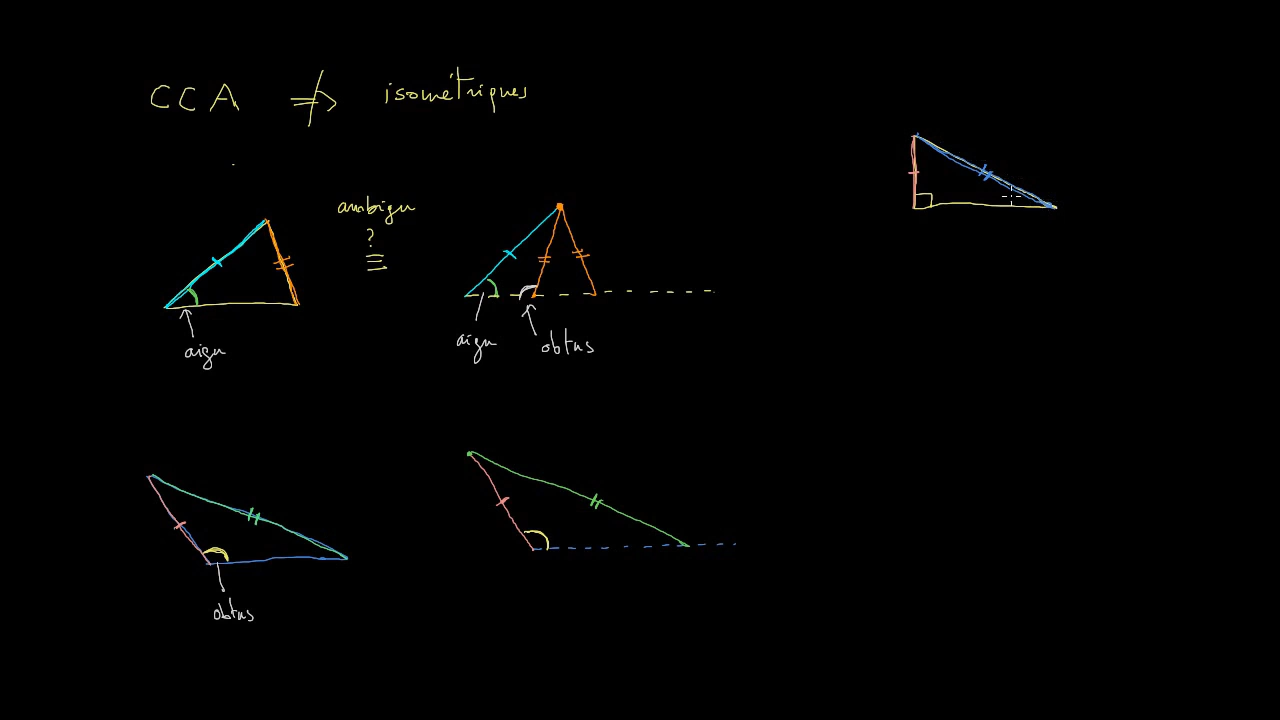 CCA ⇏ isométriques
ambigu
?
≡
aigu
aigu
obtus
obtus